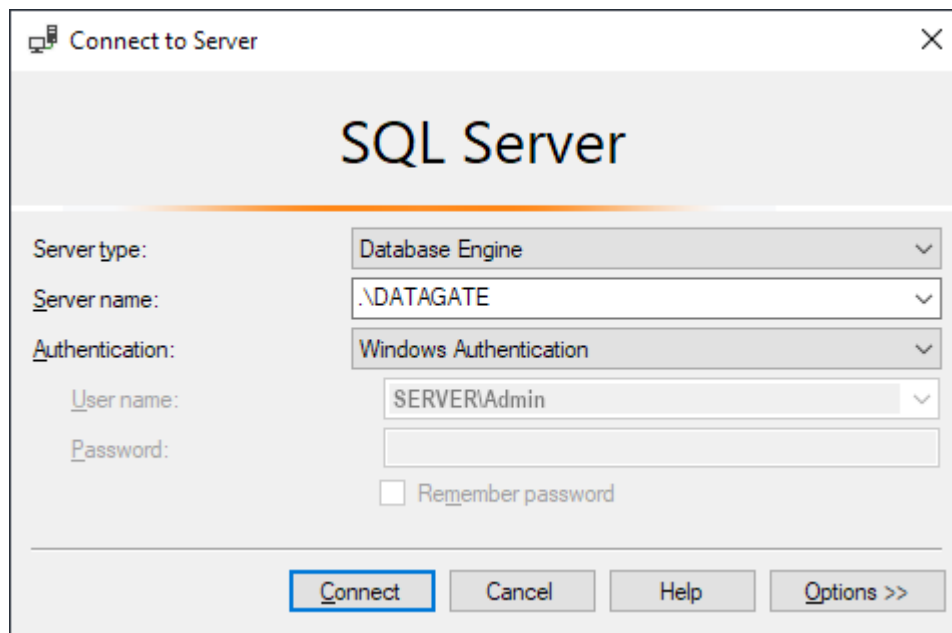 Connect to Server
SQL Server
Server type: Database Engine
Server name: .\DATAGATE
Authentication: Windows Authentication
User name: SERVER\Admin
Password:
Remember password
Connect Cancel Help Options >>